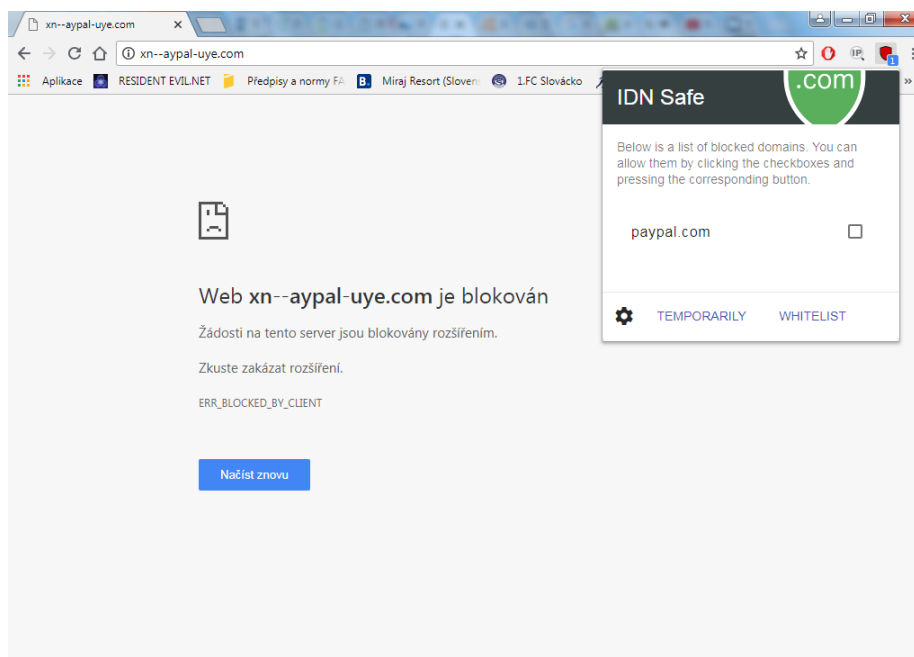 xn--aypal-uye.com
xn--aypal-uye.com
Aplikace RESIDENT EVIL.NET Předpisy a normy FA B. Miraj Resort (Sloven 1.FC Slovácko
IP
1
IDN Safe
.com
Below is a list of blocked domains. You can
allow them by clicking the checkboxes and
pressing the corresponding button.
рaypal.com
TEMPORARILY WHITELIST
Web xn--aypal-uye.com je blokován
Žádosti na tento server jsou blokovány rozšířením.
Zkuste zakázat rozšíření.
ERR_BLOCKED_BY_CLIENT
Načíst znovu